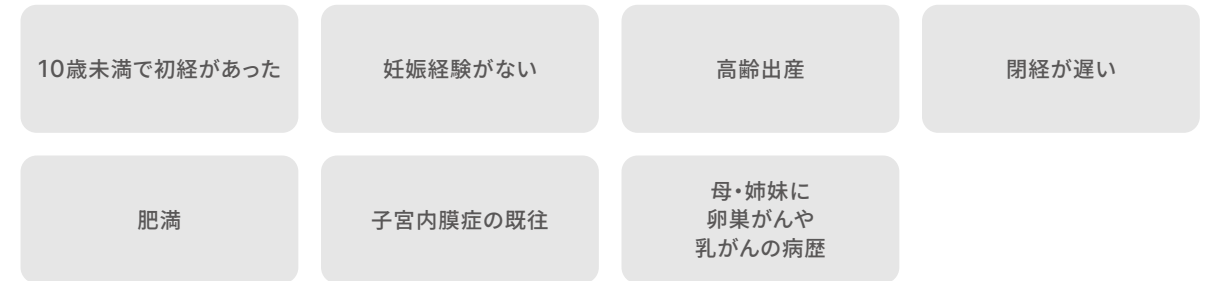 10歳未満で初経があった
妊娠経験がない
高齢出産
閉経が遅い
肥満
子宮内膜症の既往
母・姉妹に
卵巣がんや
乳がんの病歴